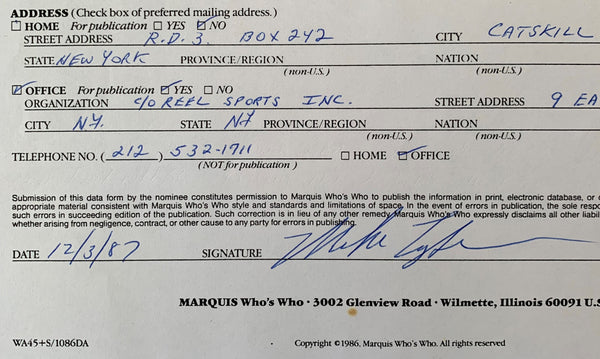 ADDRESS (Check box of preferred mailing address.)
☐ HOME For publication ☐ YES ☑ NO
STREET ADDRESS R.D. 3. BOX 242 CITY CATSKILL
STATE NEW YORK PROVINCE/REGION NATION
(non-U.S.) (non-U.S.)
☑ OFFICE For publication ☑ YES ☐ NO
ORGANIZATION C/O REEL SPORTS INC. STREET ADDRESS 9 EA
CITY N.Y. STATE NY PROVINCE/REGION NATION
(non-U.S.) (non-U.S.)
TELEPHONE NO. (212) 532-1711 ☐ HOME ☑ OFFICE
(NOT for publication)
Submission of this data form by the nominee constitutes permission to Marquis Who's Who to publish the information in print, electronic database, or o
appropriate material consistent with Marquis Who's Who style and standards and limitations of space. In the event of errors in publication, the sole resp
such errors in succeeding edition of the publication. Such correction is in lieu of any other remedy. Marquis Who's Who expressly disclaims all other liabil
whether arising from negligence, contract, or other cause to any party for errors in publishing.
DATE 12/3/87 SIGNATURE Mike
MARQUIS Who's Who · 3002 Glenview Road · Wilmette, Illinois 60091 U.S
WA45+S/1086DA Copyright ©1986, Marquis Who's Who. All rights reserved